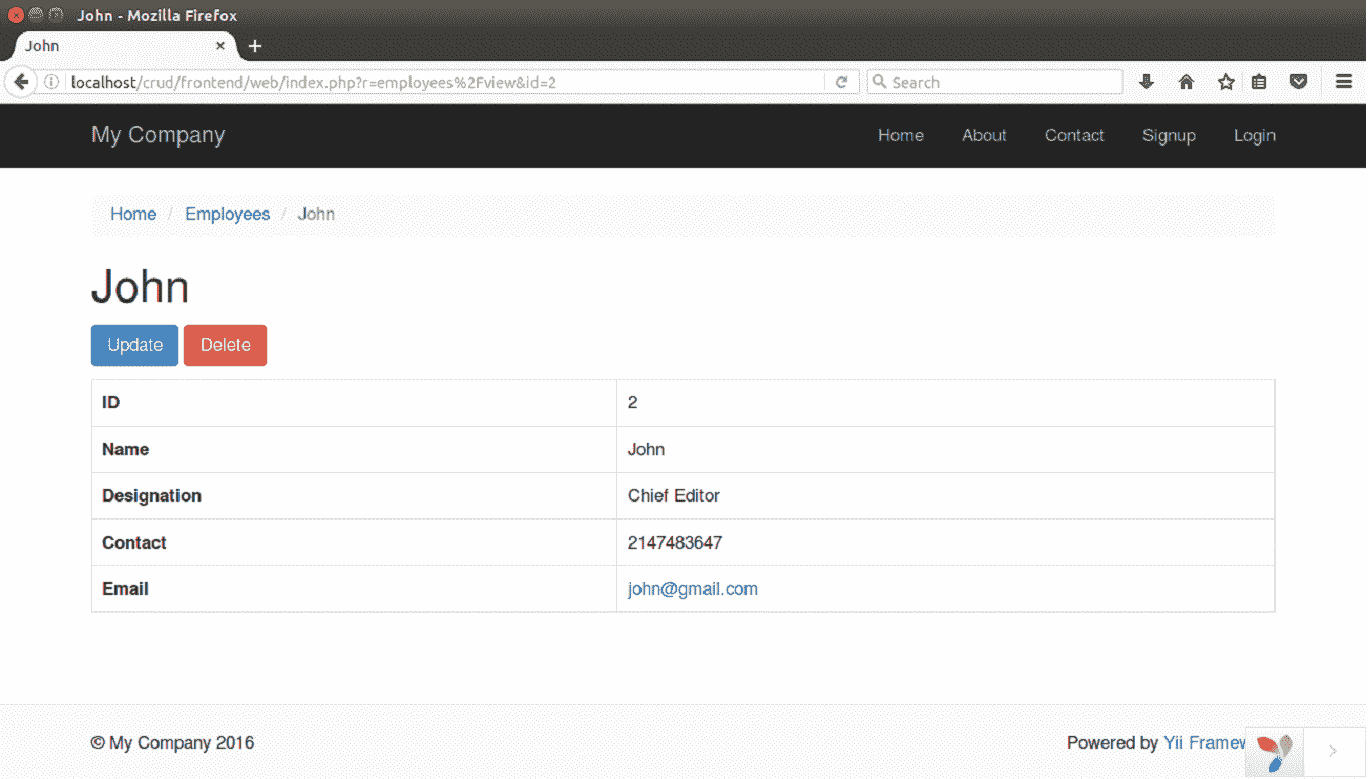 John - Mozilla Firefox
John
localhost/crud/frontend/web/index.php?r=employees%2Fview&id=2
Search
My Company
Home About Contact Signup Login
Home / Employees / John
John
Update Delete
ID 2
Name John
Designation Chief Editor
Contact 2147483647
Email john@gmail.com
© My Company 2016
Powered by Yii Framew